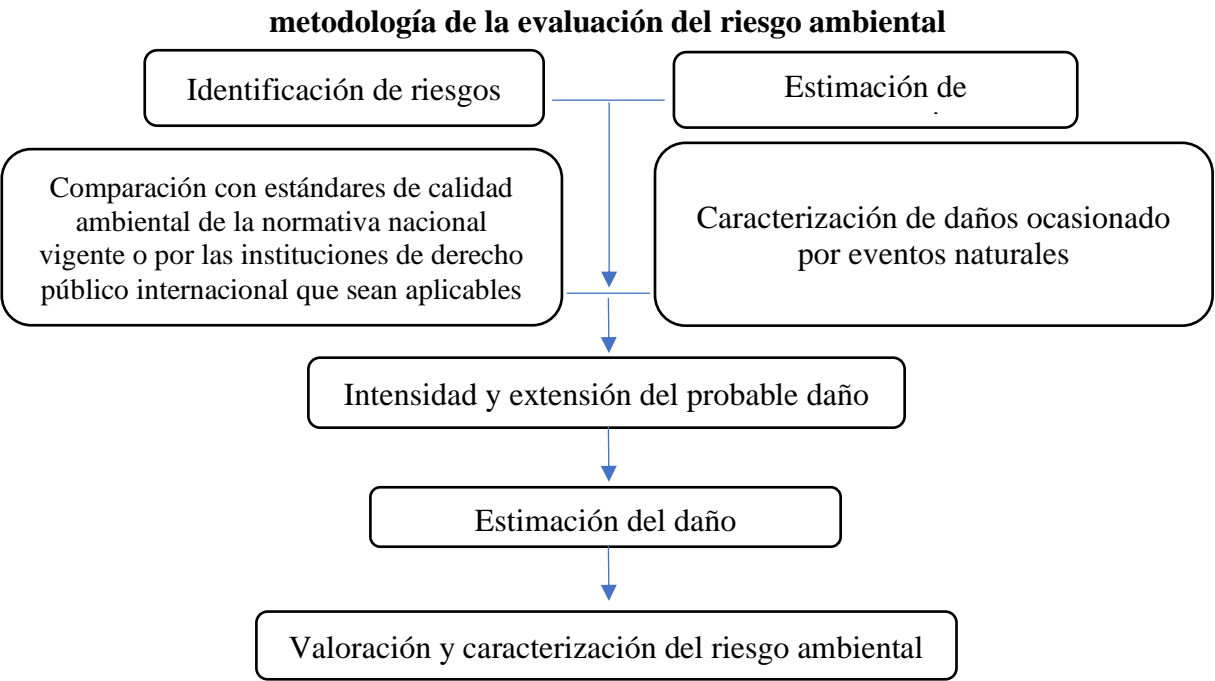 metodología de la evaluación del riesgo ambiental
Identificación de riesgos
Estimación de
Comparación con estándares de calidad
ambiental de la normativa nacional
vigente o por las instituciones de derecho
público internacional que sean aplicables
Caracterización de daños ocasionado
por eventos naturales
Intensidad y extensión del probable daño
Estimación del daño
Valoración y caracterización del riesgo ambiental